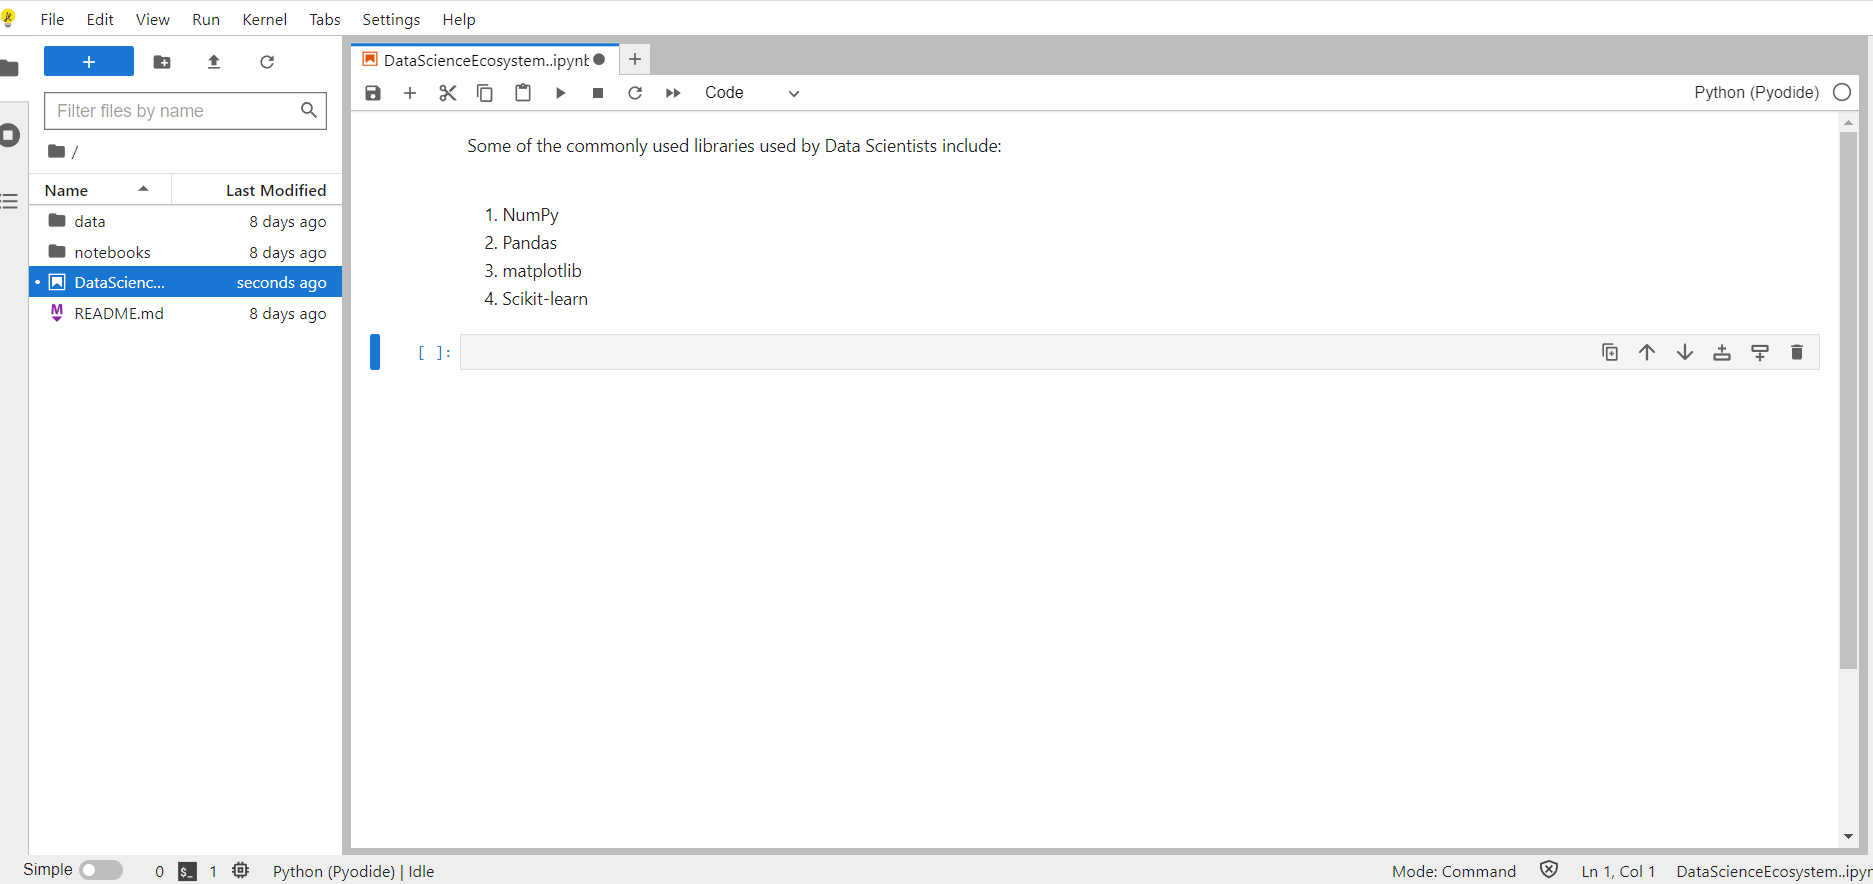 File Edit View Run Kernel Tabs Settings Help
Filter files by name
/
Name Last Modified
data 8 days ago
notebooks 8 days ago
DataScienc... seconds ago
README.md 8 days ago
DataScienceEcosystem..ipynb
Code
Python (Pyodide)
Some of the commonly used libraries used by Data Scientists include:
1. NumPy
2. Pandas
3. matplotlib
4. Scikit-learn
[ ]:
Simple 0 $_ 1 Python (Pyodide) | Idle Mode: Command Ln 1, Col 1 DataScienceEcosystem..ipyn